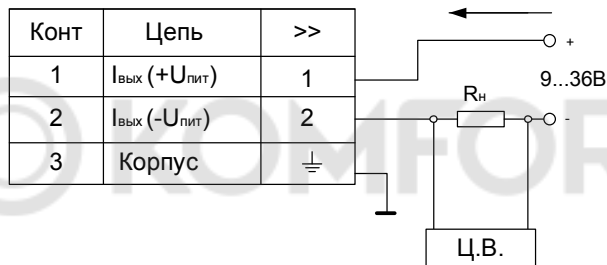 Конт Цепь >>
1 Iвых (+Uпит) 1
2 Iвых (-Uпит) 2
3 Корпус
+
9...36В
Rн
-
Ц.В.
KOMFOR